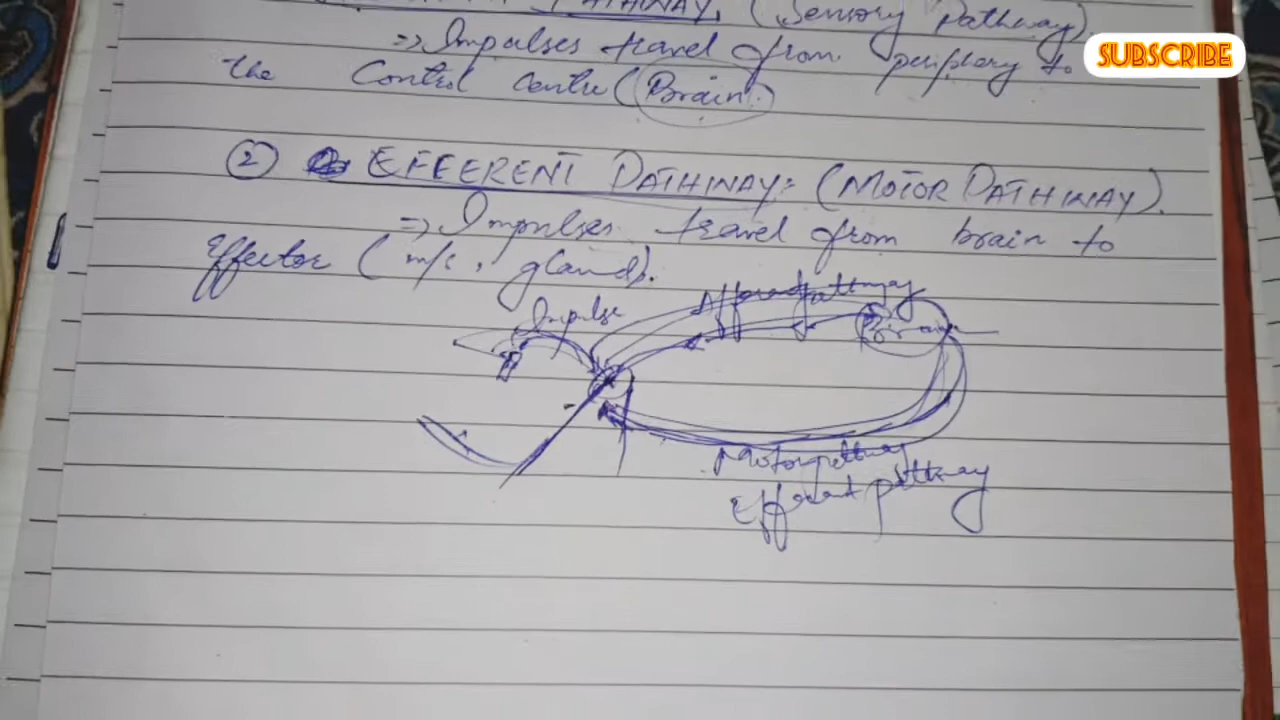 PATHWAY. (Sensory Pathway)
SUBSCRIBE
=> Impulses travel from periphery to
the Control centre (Brain.)
② EFFERENT PATHWAY: (MOTOR PATHWAY).
=> Impulses travel from brain to
Effector (m/s, gland).
Impulse
Afferent pathway
Brain
Motor pathway
Efferent pathway